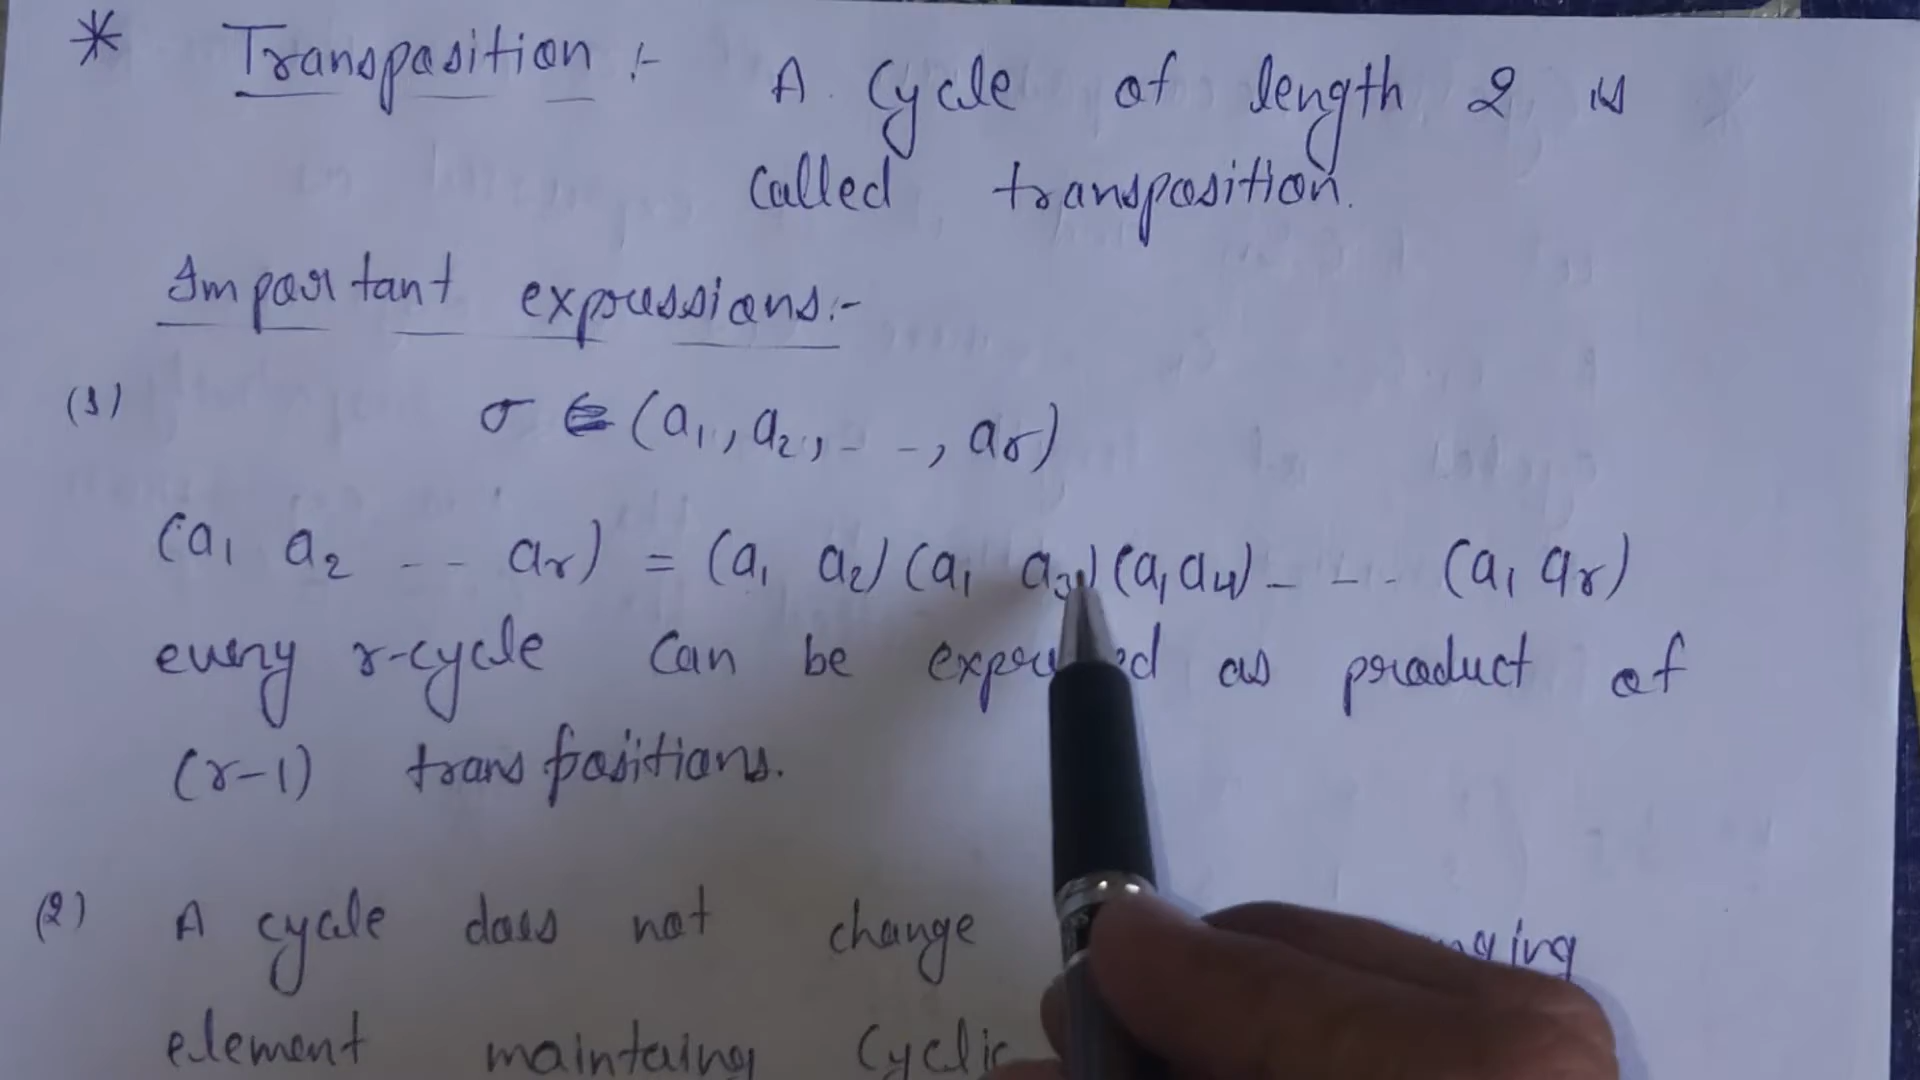 * Transposition :- A cycle of length 2 is
called transposition.
Important expressions:-
(1) σ ∈ (a₁, a₂, - -, aᵣ)
(a₁ a₂ - - aᵣ) = (a₁ a₂) (a₁ a₃) (a₁ a₄) - - - (a₁ aᵣ)
every r-cycle can be as product of
(r-1) transpositions.
(2) A cycle does not change
element maintaing cyclic